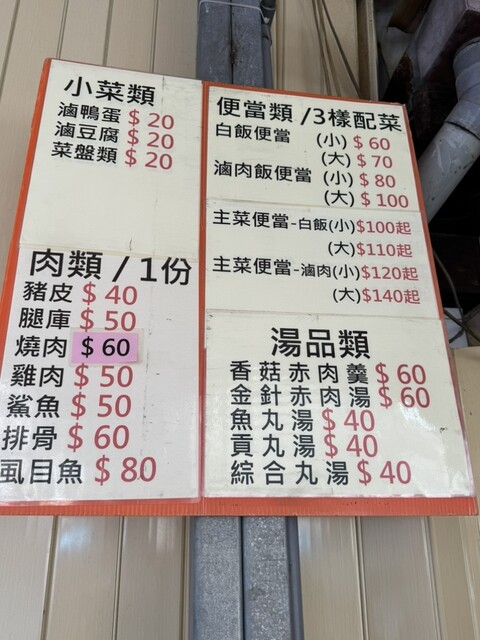 小菜類
滷鴨蛋 $20
滷豆腐 $20
菜盤類 $20
肉類/1份
豬皮 $40
腿庫 $50
燒肉 $60
雞肉 $50
鯊魚 $50
排骨 $60
虱目魚 $80
便當類/3樣配菜
白飯便當 (小) $60
(大) $70
滷肉飯便當 (小) $80
(大) $100
主菜便當-白飯(小)$100起
(大)$110起
主菜便當-滷肉(小)$120起
(大)$140起
湯品類
香菇赤肉羹 $60
金針赤肉湯 $60
魚丸湯 $40
貢丸湯 $40
綜合丸湯 $40